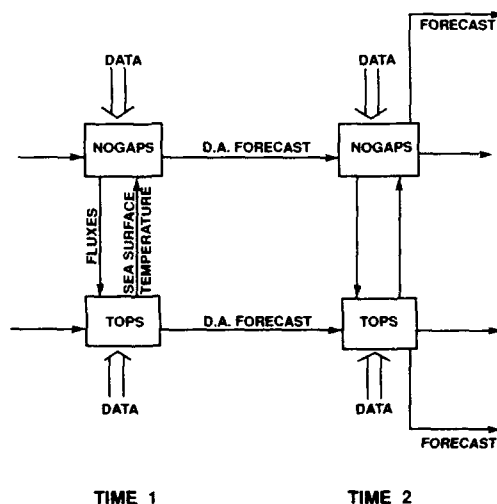 FORECAST
DATA
DATA
NOGAPS
D.A. FORECAST
NOGAPS
FLUXES
SEA SURFACE
TEMPERATURE
TOPS
D.A. FORECAST
TOPS
DATA
DATA
FORECAST
TIME 1
TIME 2